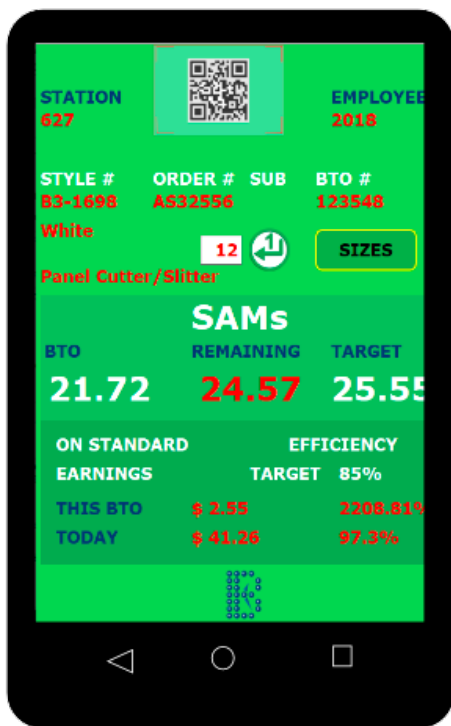 STATION EMPLOYEE
627 2018
STYLE # ORDER # SUB BTO #
B3-1698 AS32556 123548
White
12 1 SIZES
Panel Cutter/Slitter
SAMs
BTO REMAINING TARGET
21.72 24.57 25.55
ON STANDARD EFFICIENCY
EARNINGS TARGET 85%
THIS BTO $ 2.55 2208.81%
TODAY $ 41.26 97.3%